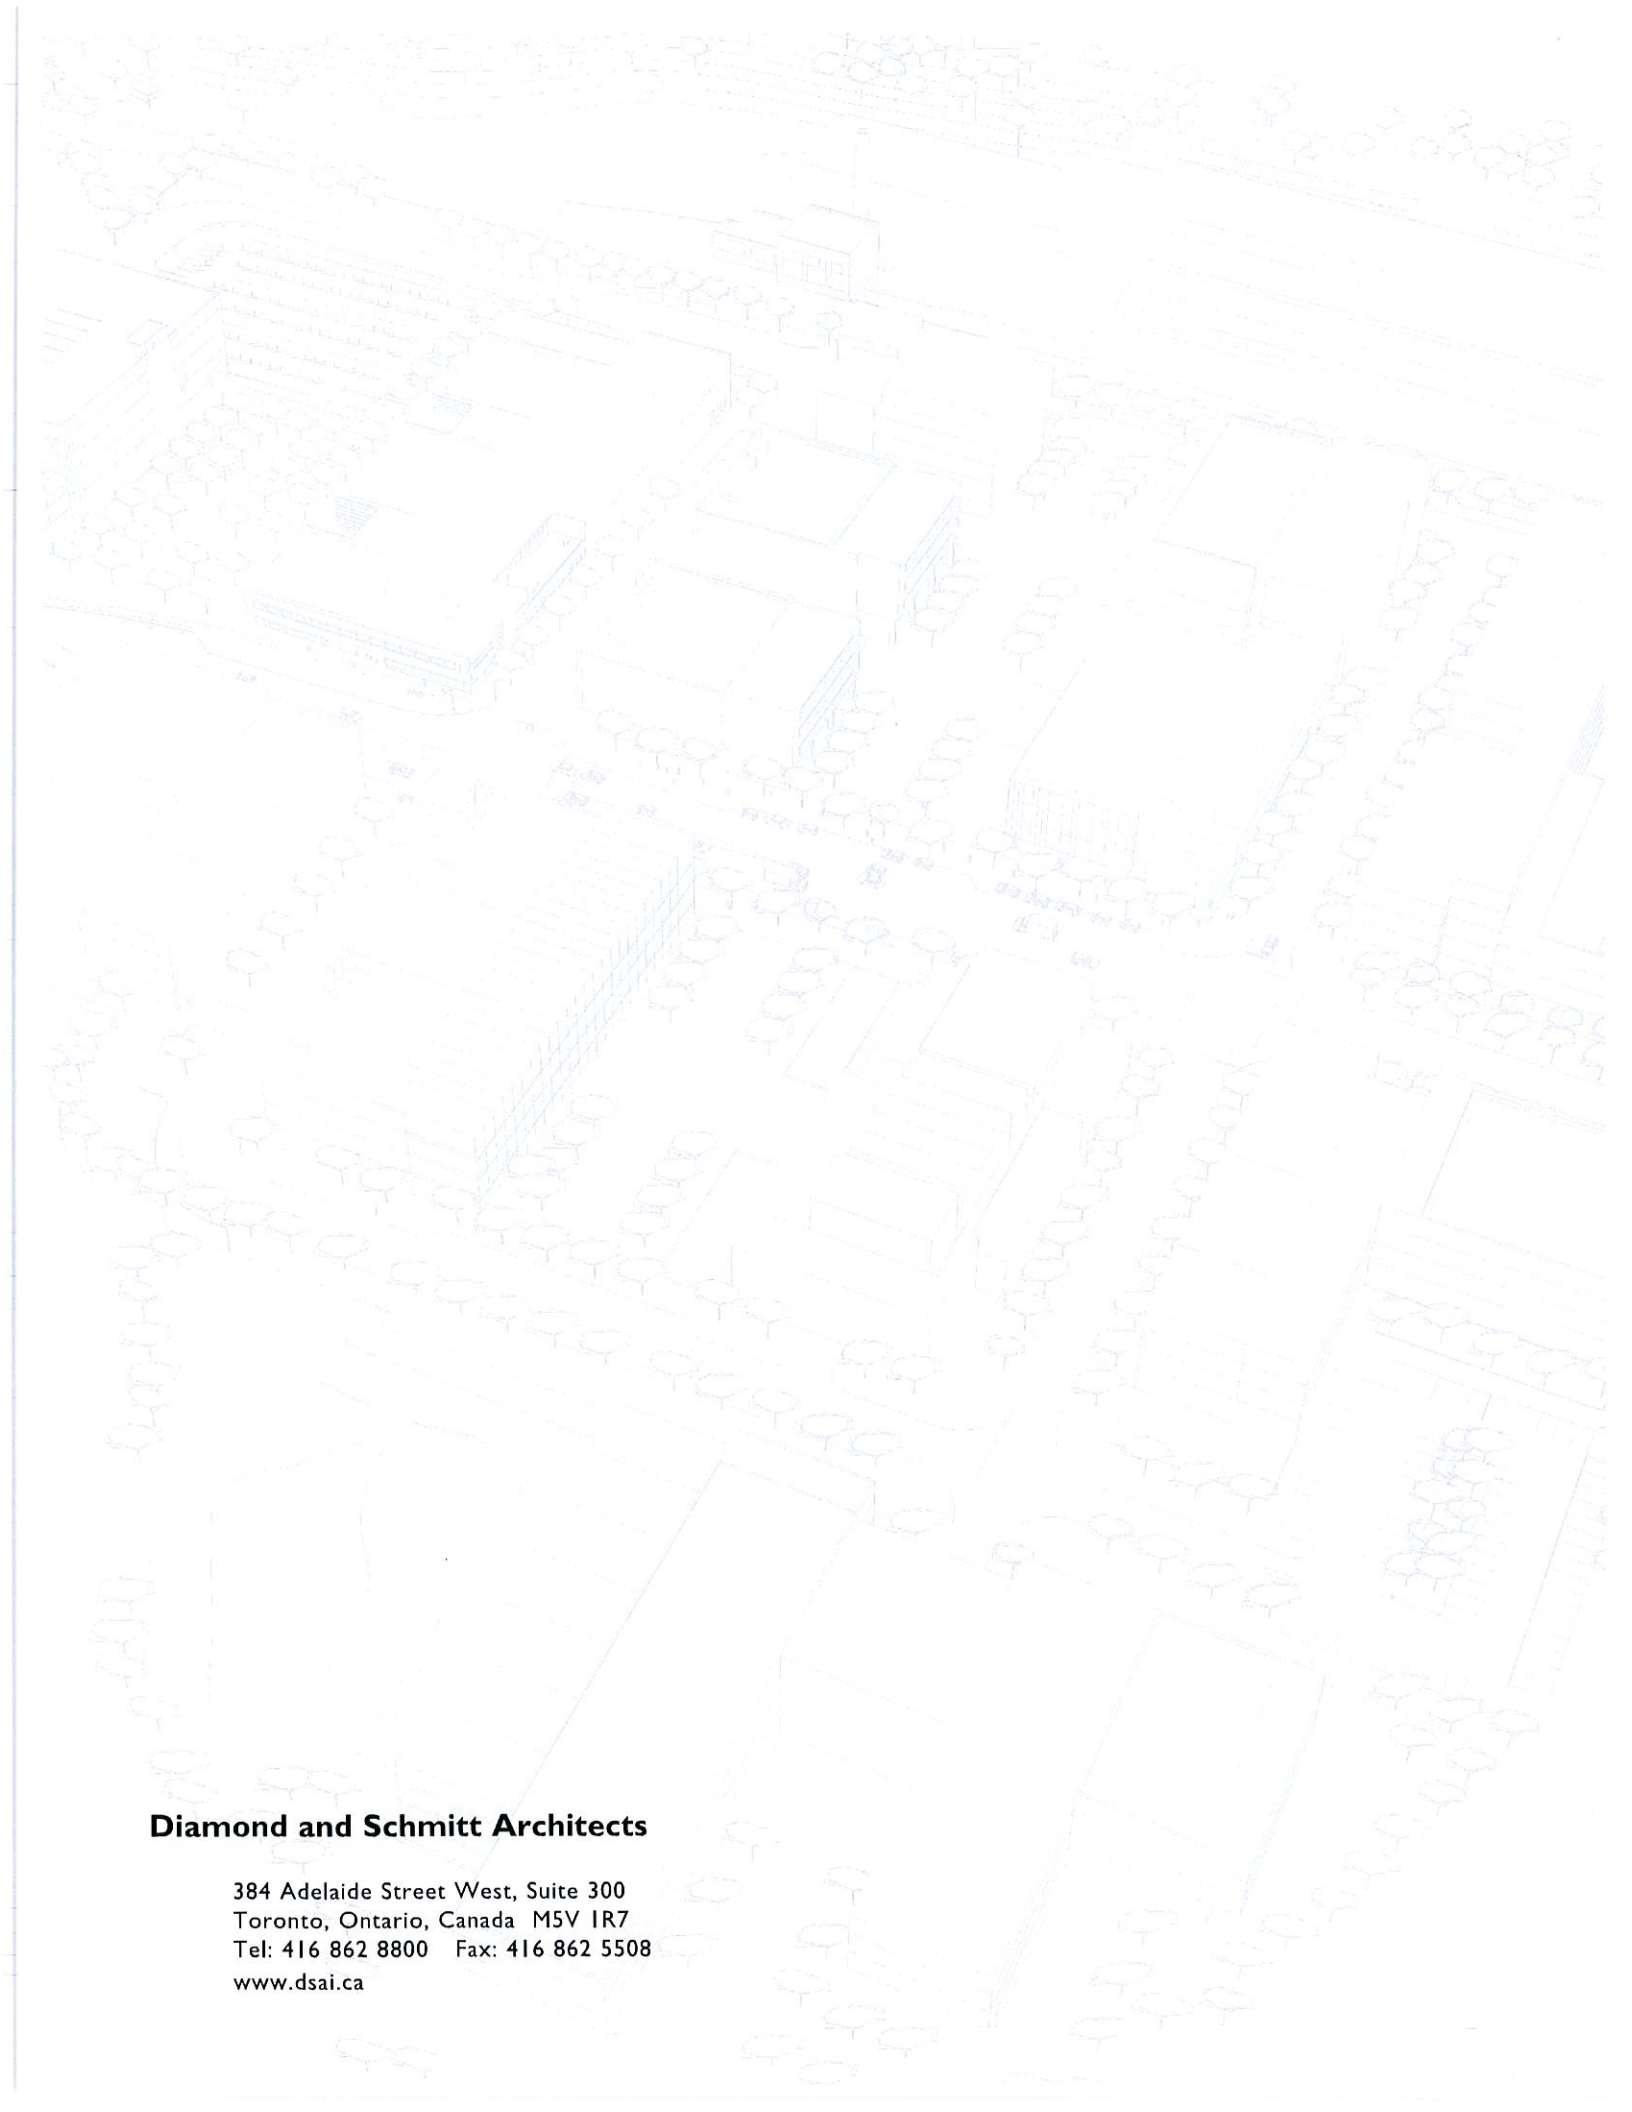 Diamond and Schmitt Architects
384 Adelaide Street West, Suite 300
Toronto, Ontario, Canada M5V 1R7
Tel: 416 862 8800 Fax: 416 862 5508
www.dsai.ca